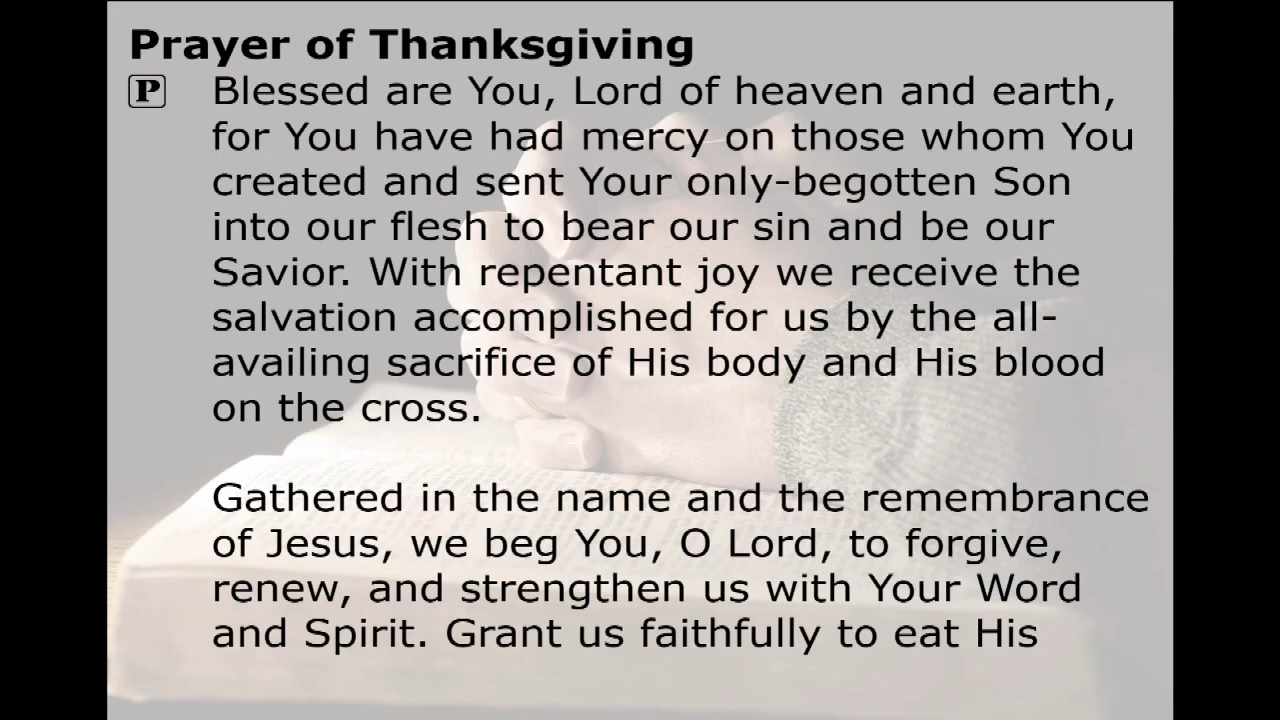 Prayer of Thanksgiving
P Blessed are You, Lord of heaven and earth,
for You have had mercy on those whom You
created and sent Your only-begotten Son
into our flesh to bear our sin and be our
Savior. With repentant joy we receive the
salvation accomplished for us by the all-
availing sacrifice of His body and His blood
on the cross.
Gathered in the name and the remembrance
of Jesus, we beg You, O Lord, to forgive,
renew, and strengthen us with Your Word
and Spirit. Grant us faithfully to eat His